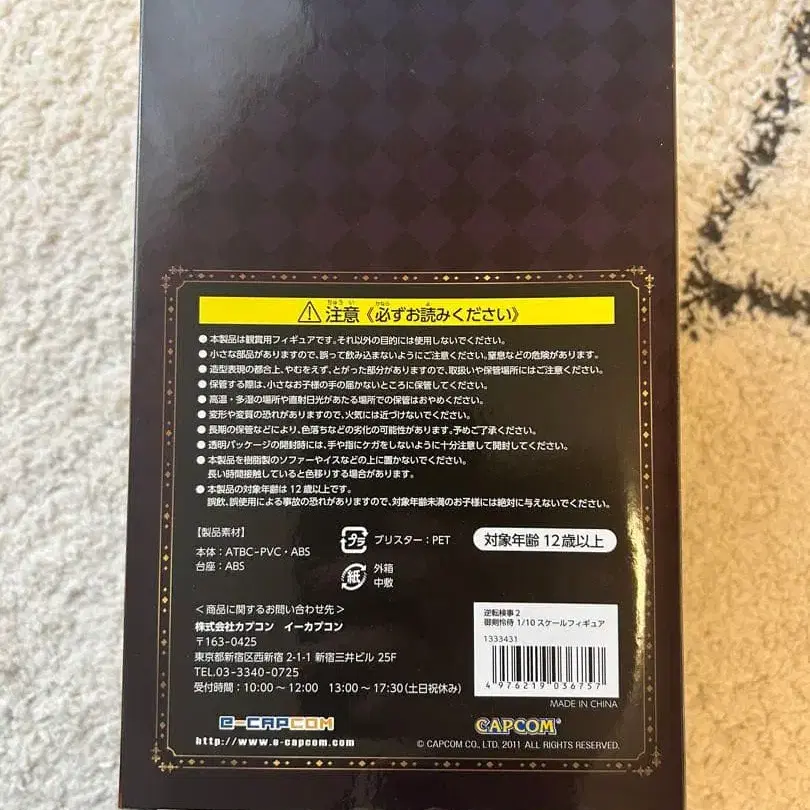 ちゅうい かなら よ
注意《必ずお読みください》
●本製品は観賞用フィギュアです。それ以外の目的には使用しないでください。
●小さな部品がありますので、誤って飲み込まないようにご注意ください。窒息などの危険があります。
●造型表現の都合上、やむをえず、とがった部分がありますので、取扱いや保管場所にはご注意ください。
●保管する際は、小さなお子様の手の届かないところに保管してください。
●高温・多湿の場所や直射日光があたる場所での保管はおやめください。
●変形や変質の恐れがありますので、火気には近づけないでください。
●長期の保管などにより、色落ちなどの劣化の可能性があります。予めご了承ください。
●透明パッケージの開封時には、手や指にケガをしないように十分注意して開封してください。
●本製品を樹脂製のソファーやイスなどの上に置かないでください。
長い時間接触していると色移りする場合があります。
●本製品の対象年齢は12歳以上です。
誤飲、誤使用による事故の恐れがありますので、対象年齢未満のお子様には絶対に与えないでください。
【製品素材】
本体：ATBC-PVC・ABS
台座：ABS
プラ ブリスター：PET
紙 外箱
中敷
対象年齢12歳以上
＜商品に関するお問い合わせ先＞
株式会社カプコン イーカプコン
〒163-0425
東京都新宿区西新宿 2-1-1 新宿三井ビル 25F
TEL.03-3340-0725
受付時間：10:00～12:00 13:00～17:30(土日祝休み)
e-CAPCOM
http://www.e-capcom.com
逆転検事2
御剣怜侍 1/10 スケールフィギュア
1333431
4 976219 036757
MADE IN CHINA
CAPCOM®
© CAPCOM CO., LTD. 2011 ALL RIGHTS RESERVED.